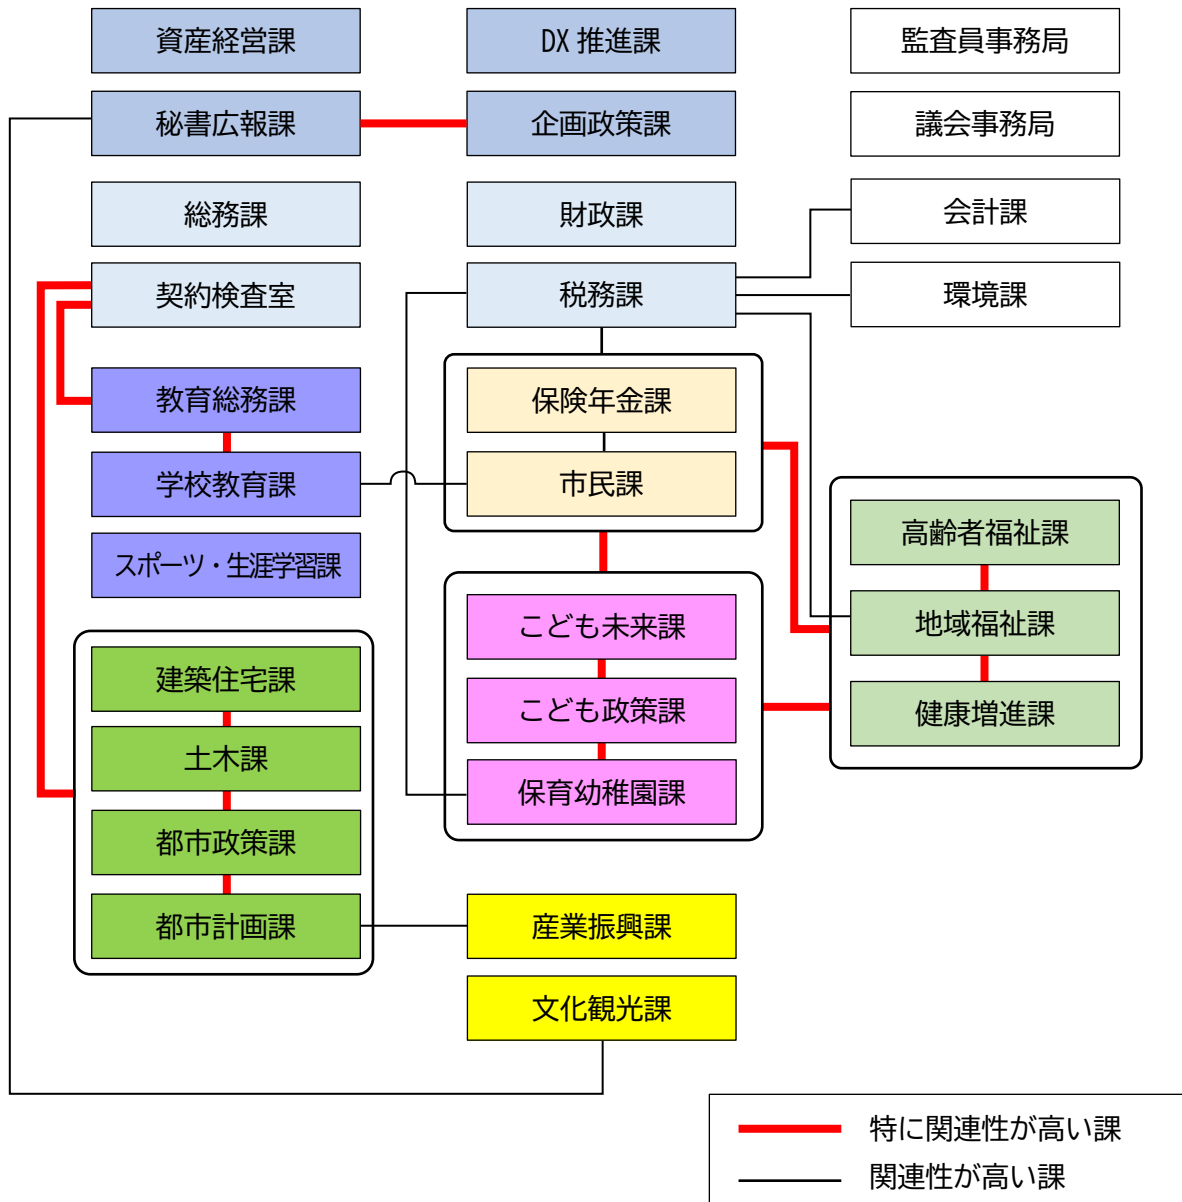 資産経営課
DX 推進課
監査員事務局
秘書広報課
企画政策課
議会事務局
総務課
財政課
会計課
契約検査室
税務課
環境課
教育総務課
保険年金課
学校教育課
市民課
高齢者福祉課
スポーツ・生涯学習課
こども未来課
地域福祉課
建築住宅課
こども政策課
健康増進課
土木課
保育幼稚園課
都市政策課
都市計画課
産業振興課
文化観光課
特に関連性が高い課
関連性が高い課